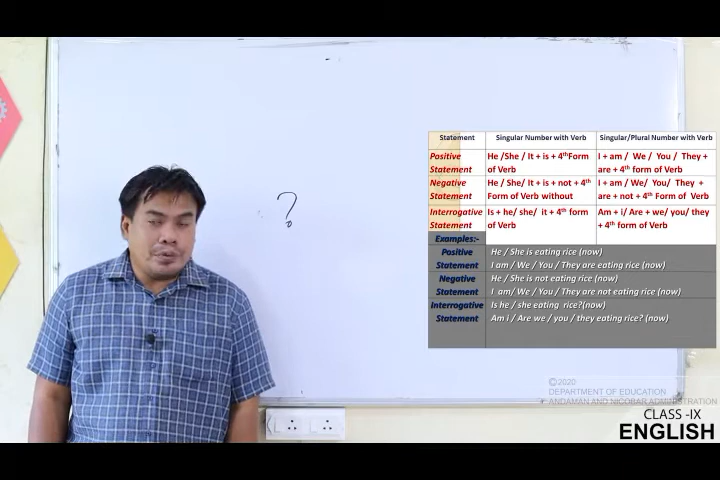 ?
Statement Singular Number with Verb Singular/Plural Number with Verb
Positive He /She / It + is + 4thForm I + am / We / You / They +
Statement of Verb are + 4th form of Verb
Negative He / She/ It + is + not + 4th I + am / We/ You/ They +
Statement Form of Verb without are + not + 4th Form of Verb
Interrogative Is + he/ she/ it + 4th form Am + i/ Are + we/ you/ they
Statement of Verb + 4th form of Verb
Examples:-
Positive He / She is eating rice (now)
Statement I am / We / You / They are eating rice (now)
Negative He / She is not eating rice (now)
Statement I am/ We / You / They are not eating rice (now)
Interrogative Is he / she eating rice?(now)
Statement Am i / Are we / you / they eating rice? (now)
©2020
DEPARTMENT OF EDUCATION
ANDAMAN AND NICOBAR ADMINISTRATION
CLASS -IX
ENGLISH